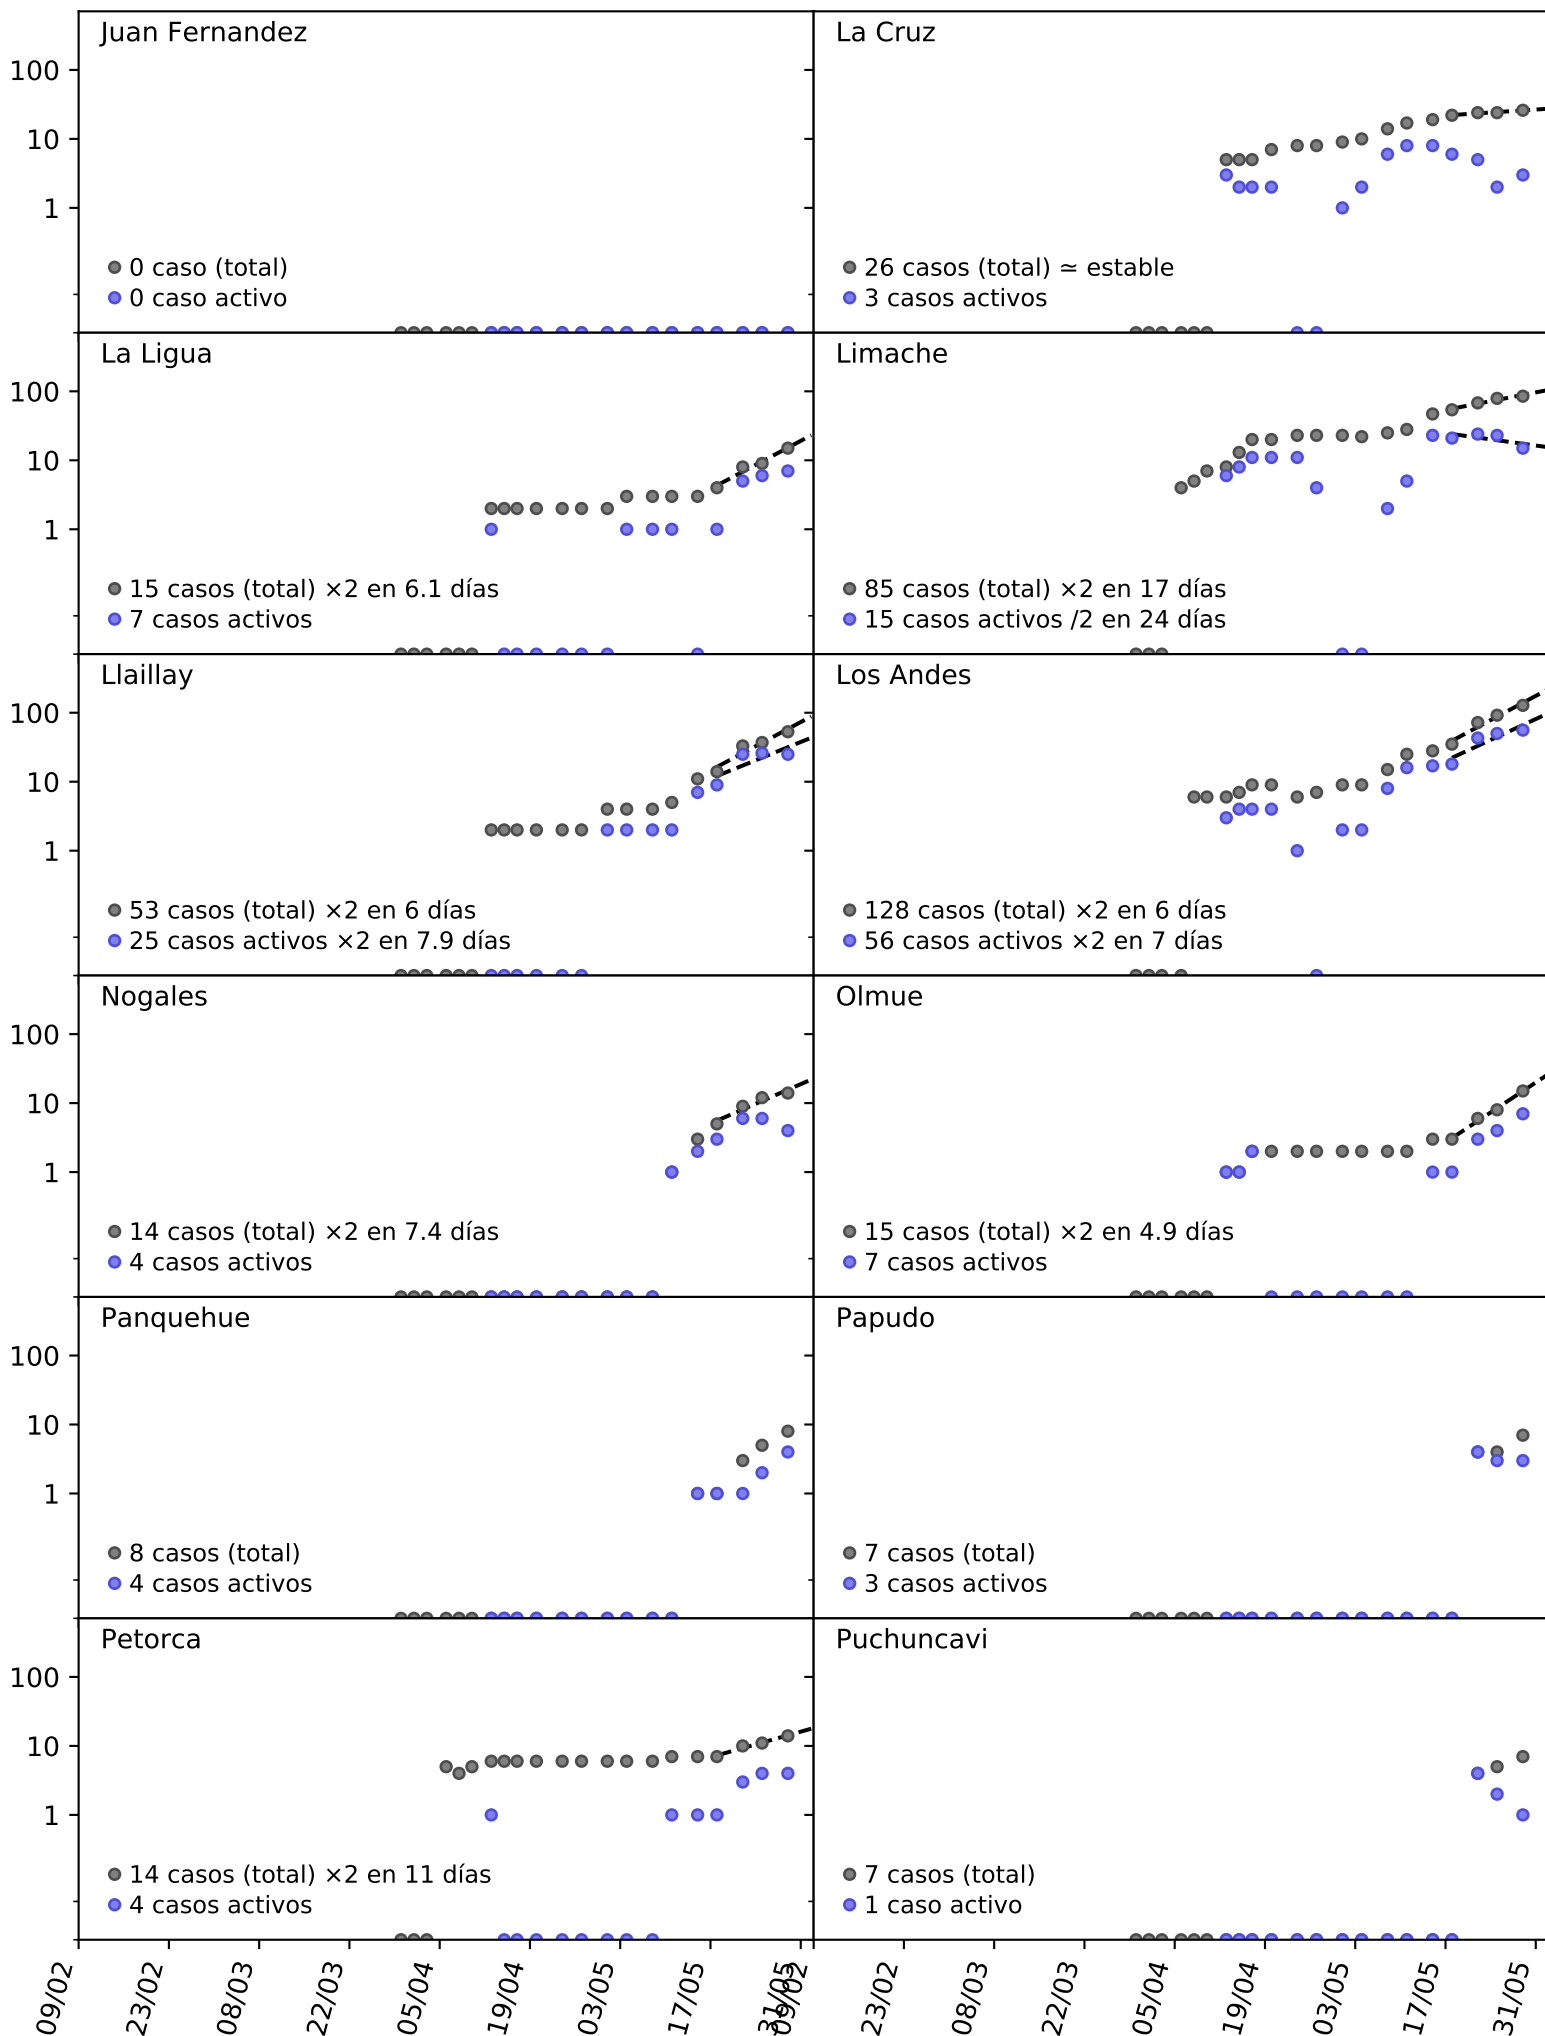 Juan Fernandez
La Cruz
100
10
1
0 caso (total)
0 caso activo
26 casos (total) ≃ estable
3 casos activos
La Ligua
Limache
100
10
1
15 casos (total) ×2 en 6.1 días
7 casos activos
85 casos (total) ×2 en 17 días
15 casos activos /2 en 24 días
Llaillay
Los Andes
100
10
1
53 casos (total) ×2 en 6 días
25 casos activos ×2 en 7.9 días
128 casos (total) ×2 en 6 días
56 casos activos ×2 en 7 días
Nogales
Olmue
100
10
1
14 casos (total) ×2 en 7.4 días
4 casos activos
15 casos (total) ×2 en 4.9 días
7 casos activos
Panquehue
Papudo
100
10
1
8 casos (total)
4 casos activos
7 casos (total)
3 casos activos
Petorca
Puchuncavi
100
10
1
14 casos (total) ×2 en 11 días
4 casos activos
7 casos (total)
1 caso activo
09/02 23/02 08/03 22/03 05/04 19/04 03/05 17/05 31/05
09/02 23/02 08/03 22/03 05/04 19/04 03/05 17/05 31/05